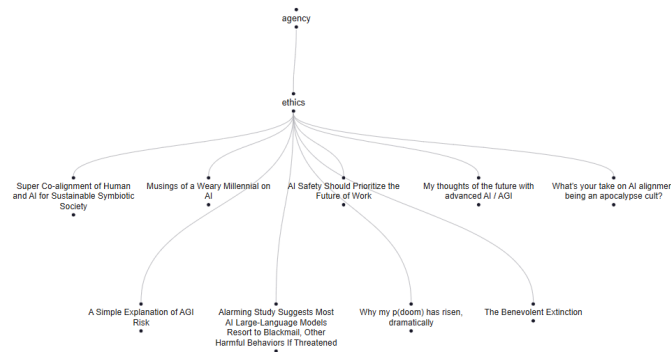 agency
ethics
Super Co-alignment of Human
and AI for Sustainable Symbiotic
Society
Musings of a Weary Millennial on
AI
AI Safety Should Prioritize the
Future of Work
My thoughts of the future with
advanced AI / AGI
What's your take on AI alignmen
being an apocalypse cult?
A Simple Explanation of AGI
Risk
Alarming Study Suggests Most
AI Large-Language Models
Resort to Blackmail, Other
Harmful Behaviors If Threatened
Why my p(doom) has risen,
dramatically
The Benevolent Extinction